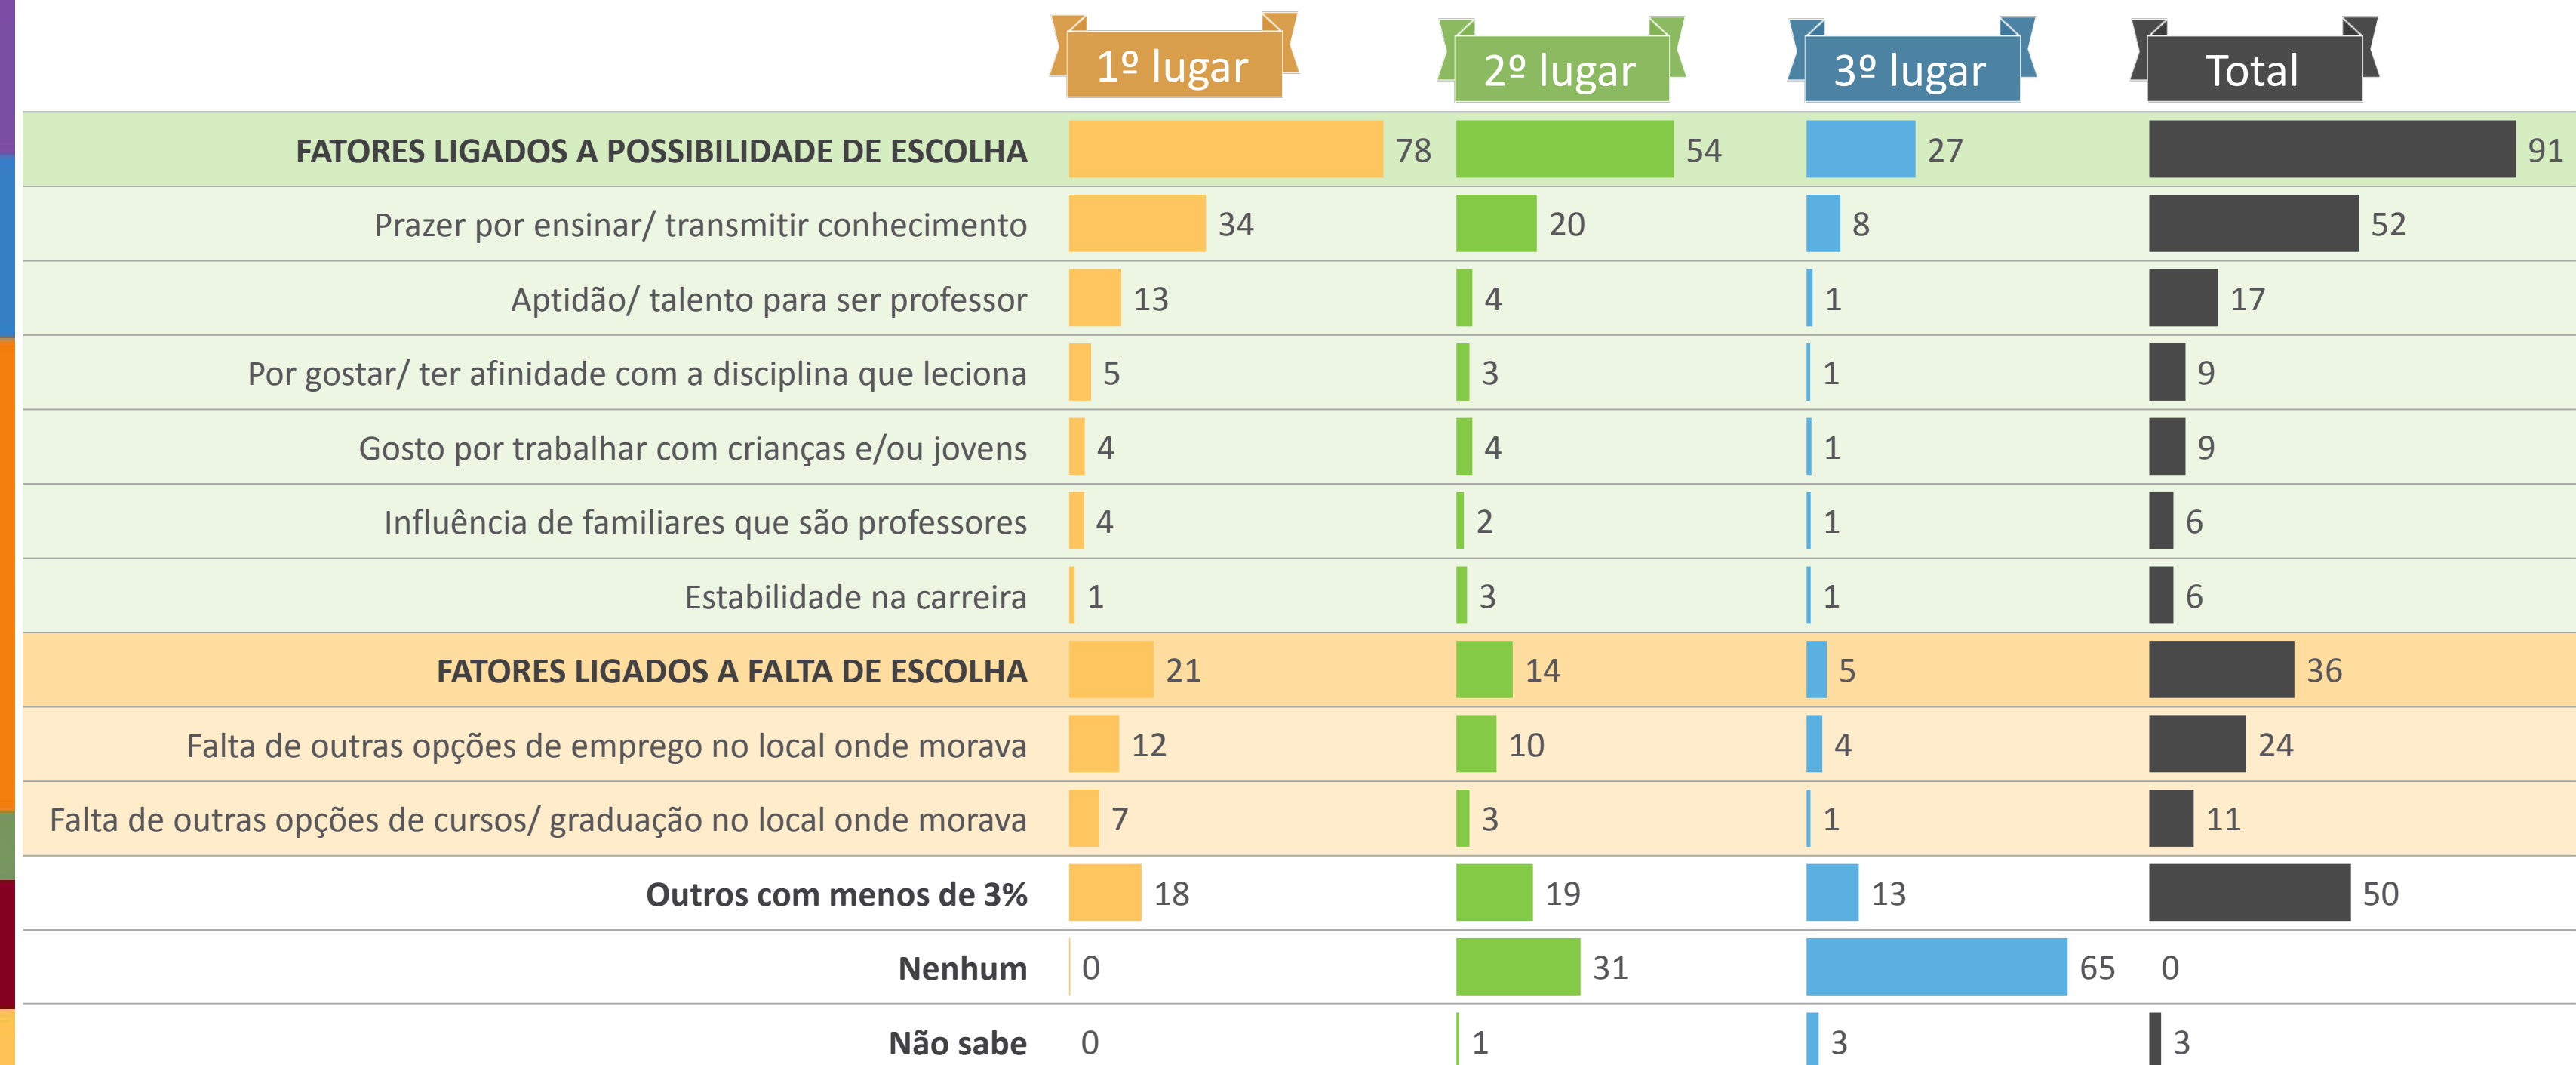 1º lugar 2º lugar 3º lugar Total
FATORES LIGADOS A POSSIBILIDADE DE ESCOLHA 78 54 27 91
Prazer por ensinar/ transmitir conhecimento 34 20 8 52
Aptidão/ talento para ser professor 13 4 1 17
Por gostar/ ter afinidade com a disciplina que leciona 5 3 1 9
Gosto por trabalhar com crianças e/ou jovens 4 4 1 9
Influência de familiares que são professores 4 2 1 6
Estabilidade na carreira 1 3 1 6
FATORES LIGADOS A FALTA DE ESCOLHA 21 14 5 36
Falta de outras opções de emprego no local onde morava 12 10 4 24
Falta de outras opções de cursos/ graduação no local onde morava 7 3 1 11
Outros com menos de 3% 18 19 13 50
Nenhum 0 31 65 0
Não sabe 0 1 3 3